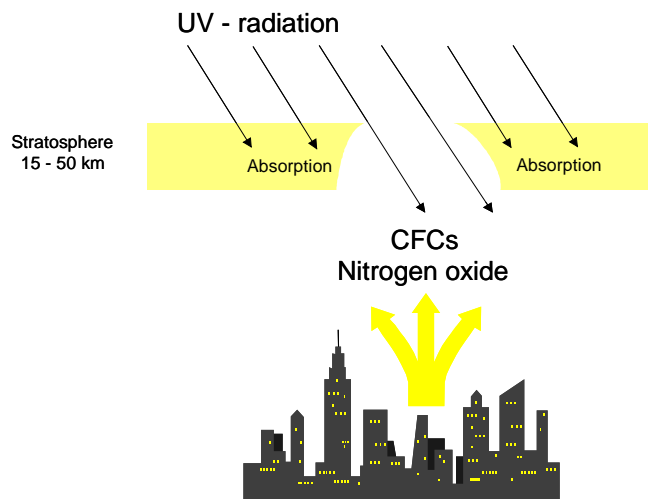 UV - radiation
Stratosphere
15 - 50 km
Absorption
Absorption
CFCs
Nitrogen oxide